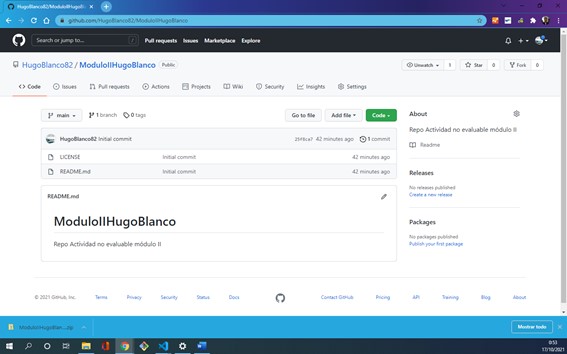 HugoBlanco82/ModuloIIHugoBlanco
github.com/HugoBlanco82/ModuloIIHugoBlanco
Search or jump to...
/
Pull requests Issues Marketplace Explore
HugoBlanco82 / ModuloIIHugoBlanco Public
Unwatch 1 Star 0 Fork 0
Code Issues Pull requests Actions Projects Wiki Security Insights Settings
main 1 branch 0 tags Go to file Add file Code
HugoBlanco82 Initial commit 42 minutes ago 1 commit
LICENSE Initial commit 42 minutes ago
README.md Initial commit 42 minutes ago
README.md
ModuloIIHugoBlanco
Repo Actividad no evaluable módulo II
About
Repo Actividad no evaluable módulo II
Readme
Releases
No releases published
Create a new release
Packages
No packages published
Publish your first package
© 2021 GitHub, Inc. Terms Privacy Security Status Docs Contact GitHub Pricing API Training Blog About
ModuloIIHugoBlan....zip
Mostrar todo
0:53
17/10/2021